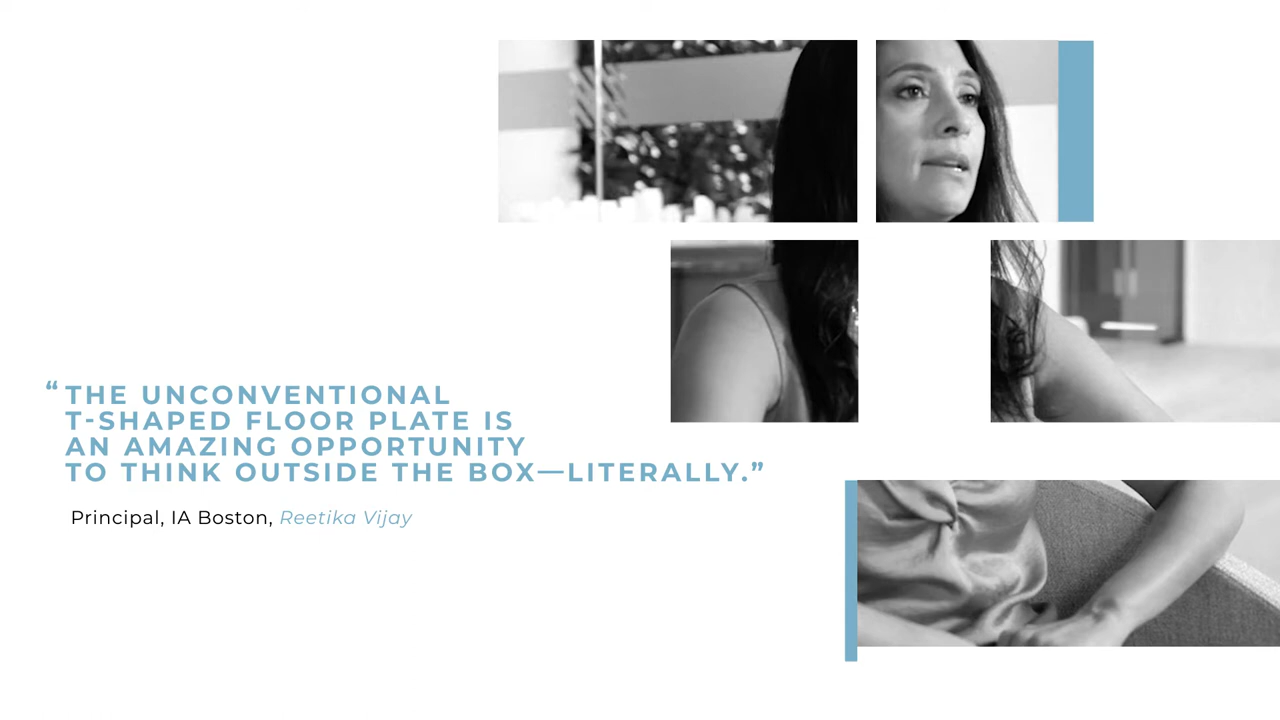 “THE UNCONVENTIONAL
T-SHAPED FLOOR PLATE IS
AN AMAZING OPPORTUNITY
TO THINK OUTSIDE THE BOX—LITERALLY.”
Principal, IA Boston, Reetika Vijay